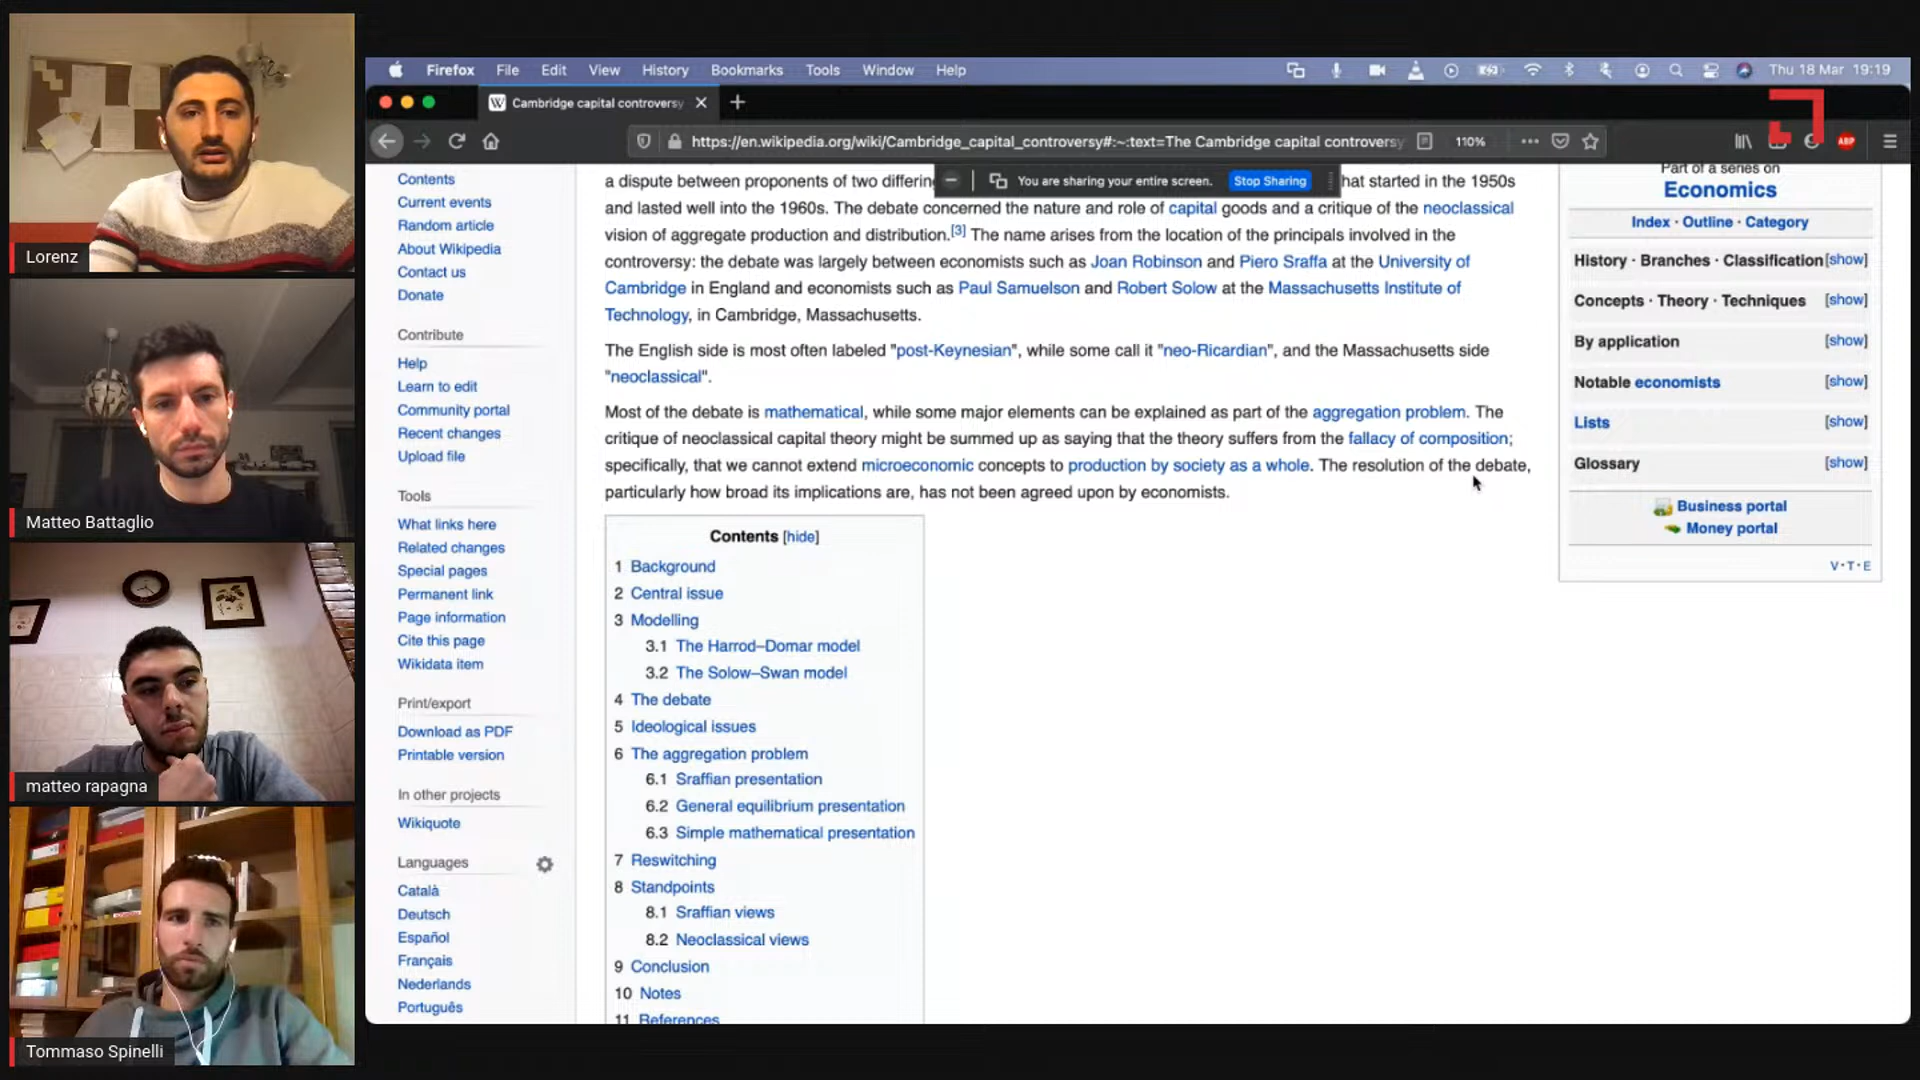 Lorenz
Matteo Battaglio
matteo rapagna
Tommaso Spinelli
Firefox File Edit View History Bookmarks Tools Window Help
Thu 18 Mar 19:19
Cambridge capital controversy
https://en.wikipedia.org/wiki/Cambridge_capital_controversy#:~:text=The Cambridge capital controversy
110%
ABP
You are sharing your entire screen. Stop Sharing
Contents
Current events
Random article
About Wikipedia
Contact us
Donate
Contribute
Help
Learn to edit
Community portal
Recent changes
Upload file
Tools
What links here
Related changes
Special pages
Permanent link
Page information
Cite this page
Wikidata item
Print/export
Download as PDF
Printable version
In other projects
Wikiquote
Languages
Català
Deutsch
Español
Français
Nederlands
Português
a dispute between proponents of two differin hat started in the 1950s
and lasted well into the 1960s. The debate concerned the nature and role of capital goods and a critique of the neoclassical
vision of aggregate production and distribution.[3] The name arises from the location of the principals involved in the
controversy: the debate was largely between economists such as Joan Robinson and Piero Sraffa at the University of
Cambridge in England and economists such as Paul Samuelson and Robert Solow at the Massachusetts Institute of
Technology, in Cambridge, Massachusetts.
The English side is most often labeled "post-Keynesian", while some call it "neo-Ricardian", and the Massachusetts side
"neoclassical".
Most of the debate is mathematical, while some major elements can be explained as part of the aggregation problem. The
critique of neoclassical capital theory might be summed up as saying that the theory suffers from the fallacy of composition;
specifically, that we cannot extend microeconomic concepts to production by society as a whole. The resolution of the debate,
particularly how broad its implications are, has not been agreed upon by economists.
Contents [hide]
1 Background
2 Central issue
3 Modelling
3.1 The Harrod–Domar model
3.2 The Solow–Swan model
4 The debate
5 Ideological issues
6 The aggregation problem
6.1 Sraffian presentation
6.2 General equilibrium presentation
6.3 Simple mathematical presentation
7 Reswitching
8 Standpoints
8.1 Sraffian views
8.2 Neoclassical views
9 Conclusion
10 Notes
11 References
Part of a series on
Economics
Index · Outline · Category
History · Branches · Classification [show]
Concepts · Theory · Techniques [show]
By application [show]
Notable economists [show]
Lists [show]
Glossary [show]
Business portal
Money portal
V · T · E